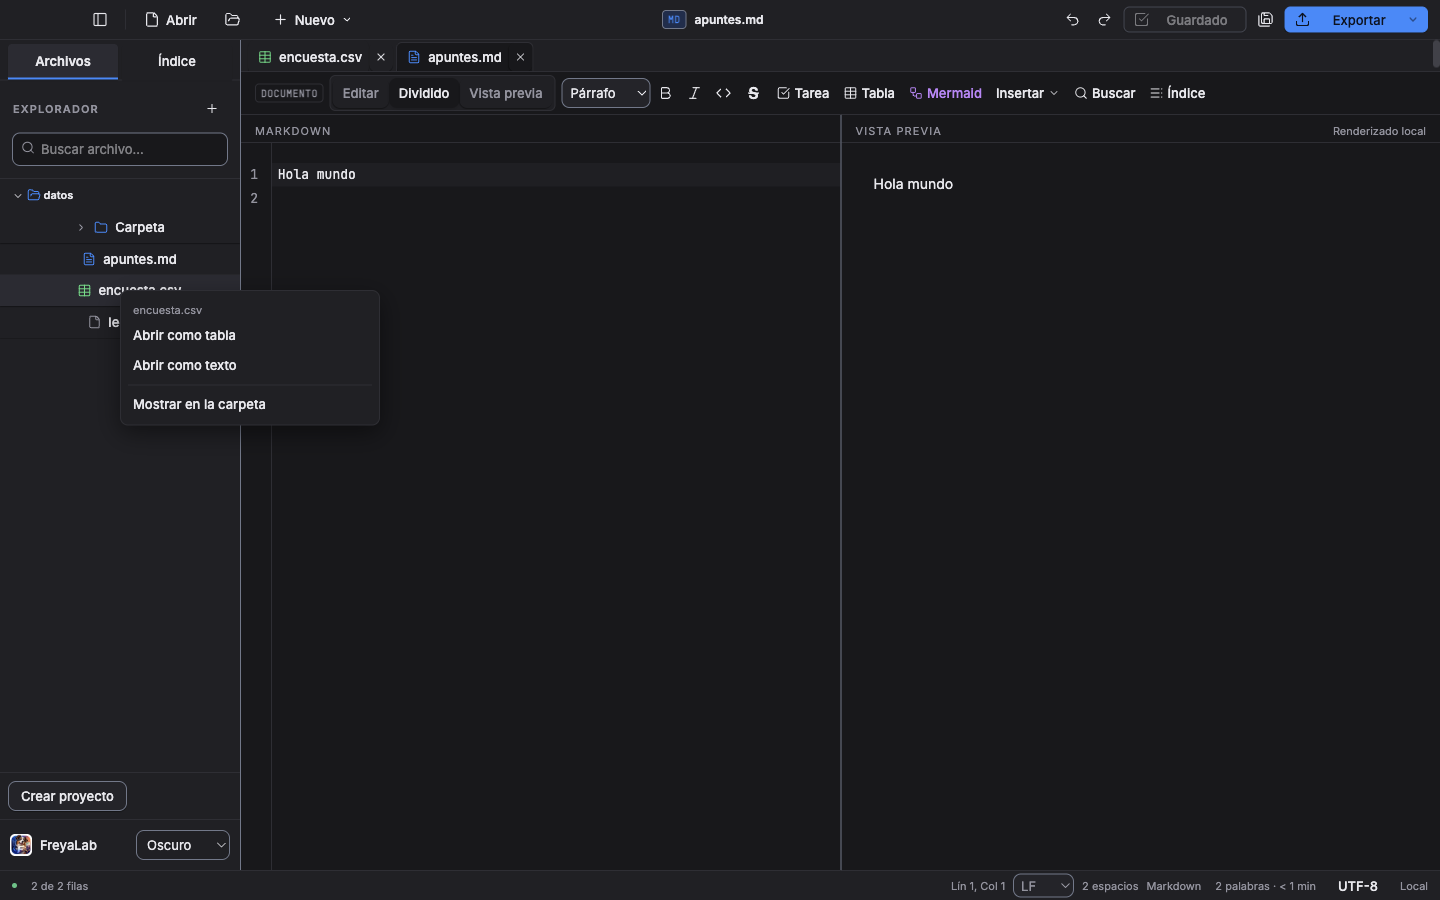 Abrir
Nuevo
MD apuntes.md
Guardado
Exportar
Archivos
Índice
encuesta.csv
apuntes.md
EXPLORADOR
DOCUMENTO
Editar
Dividido
Vista previa
Párrafo
B
I
S
Tarea
Tabla
Mermaid
Insertar
Buscar
Índice
Buscar archivo...
MARKDOWN
VISTA PREVIA
Renderizado local
1 Hola mundo
2
Hola mundo
datos
Carpeta
apuntes.md
encuesta.csv
le
encuesta.csv
Abrir como tabla
Abrir como texto
Mostrar en la carpeta
Crear proyecto
FreyaLab
Oscuro
2 de 2 filas
Lín 1, Col 1
LF
2 espacios
Markdown
2 palabras · < 1 min
UTF-8
Local